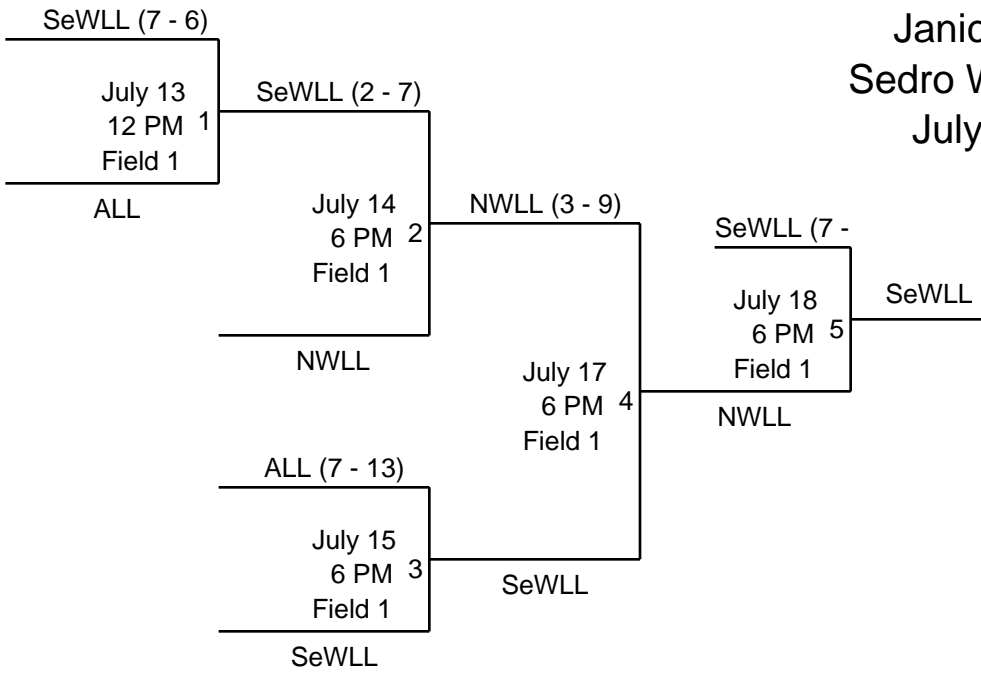 SeWLL (7 - 6)
July 13
12 PM 1
Field 1
ALL
SeWLL (2 - 7)
July 14
6 PM 2
Field 1
NWLL
ALL (7 - 13)
July 15
6 PM 3
Field 1
SeWLL
NWLL (3 - 9)
July 17
6 PM 4
Field 1
SeWLL
SeWLL (7 -
July 18
6 PM 5
Field 1
NWLL
SeWLL
Sedro
July